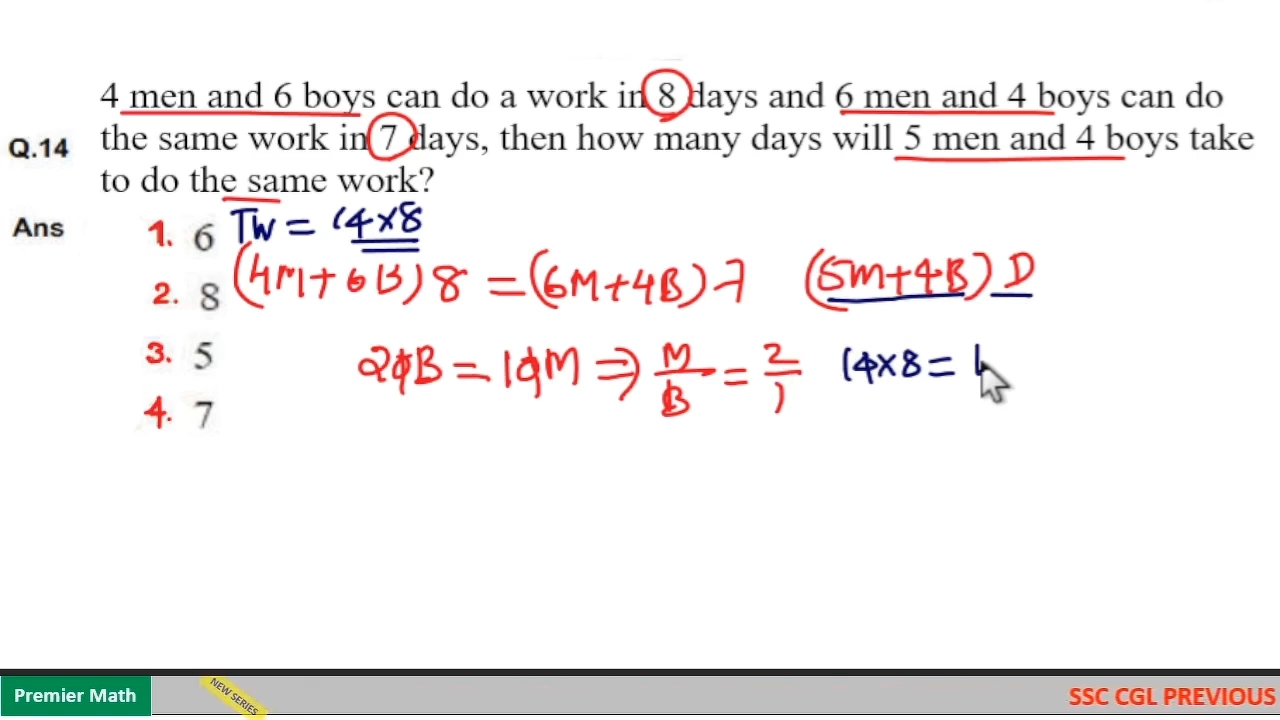 4 men and 6 boys can do a work in 8 days and 6 men and 4 boys can do
Q.14 the same work in 7 days, then how many days will 5 men and 4 boys take
to do the same work?
Ans 1. 6 TW = 14×8
2. 8 (4M+6B)8 = (6M+4B)7 (5M+4B) D
3. 5 20B = 10M ⇒ M/B = 2/1 14×8 =
4. 7
Premier Math NEW SERIES SSC CGL PREVIOUS